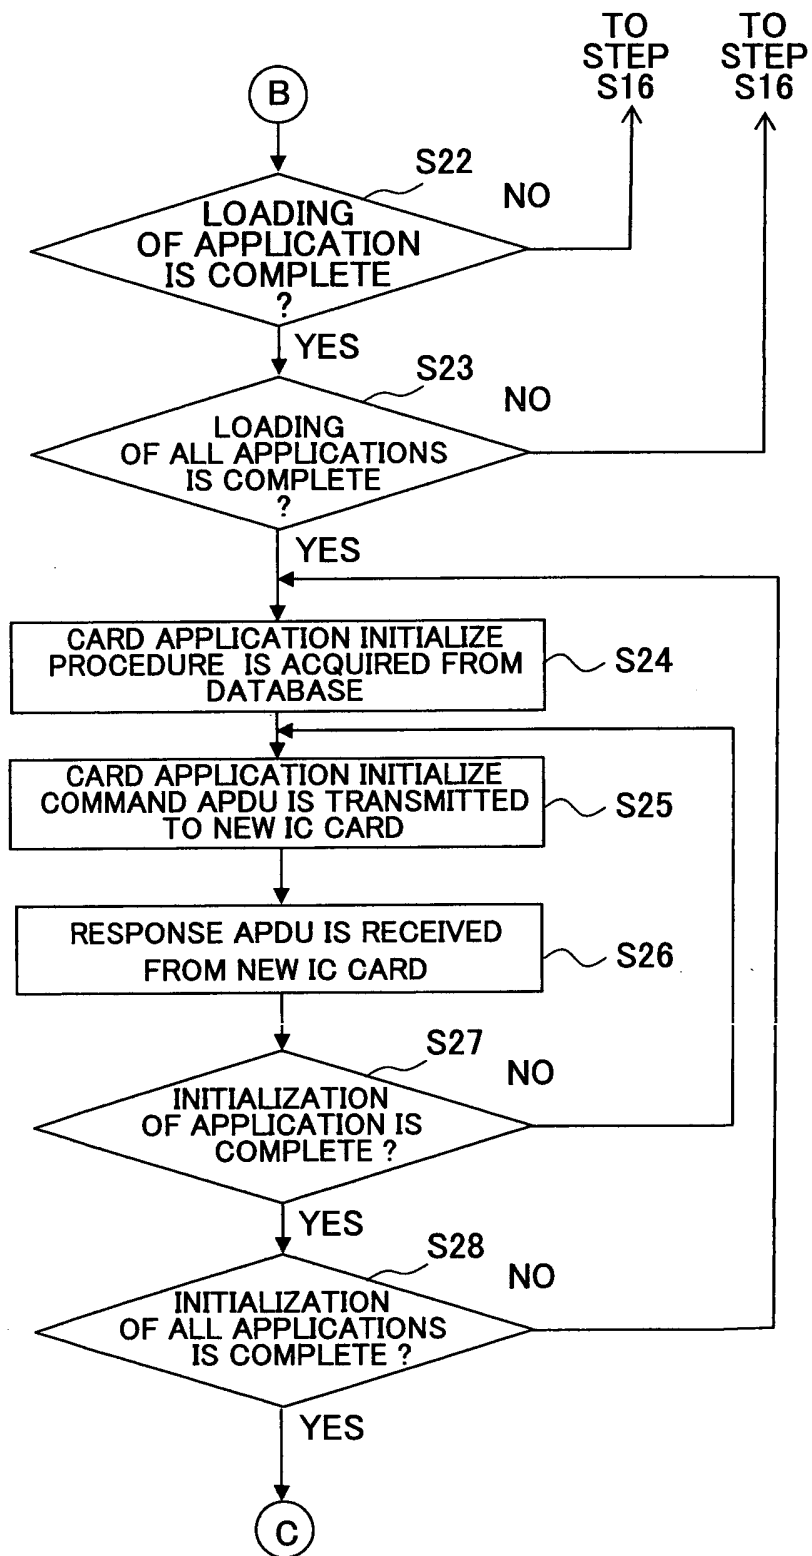 TO
STEP
S16
TO
STEP
S16
B
S22
NO
LOADING
OF APPLICATION
IS COMPLETE
?
YES
S23
NO
LOADING
OF ALL APPLICATIONS
IS COMPLETE
?
YES
CARD APPLICATION INITIALIZE
PROCEDURE IS ACQUIRED FROM
DATABASE
S24
CARD APPLICATION INITIALIZE
COMMAND APDU IS TRANSMITTED
TO NEW IC CARD
S25
RESPONSE APDU IS RECEIVED
FROM NEW IC CARD
S26
S27
NO
INITIALIZATION
OF APPLICATION IS
COMPLETE ?
YES
S28
NO
INITIALIZATION
OF ALL APPLICATIONS
IS COMPLETE ?
YES
C